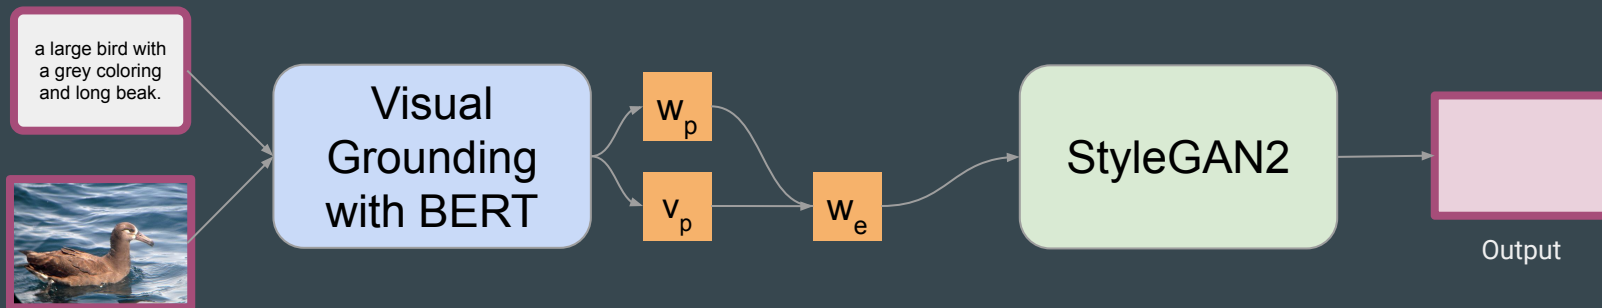 a large bird with
a grey coloring
and long beak.
Visual
Grounding
with BERT
wp
vp
we
StyleGAN2
Output